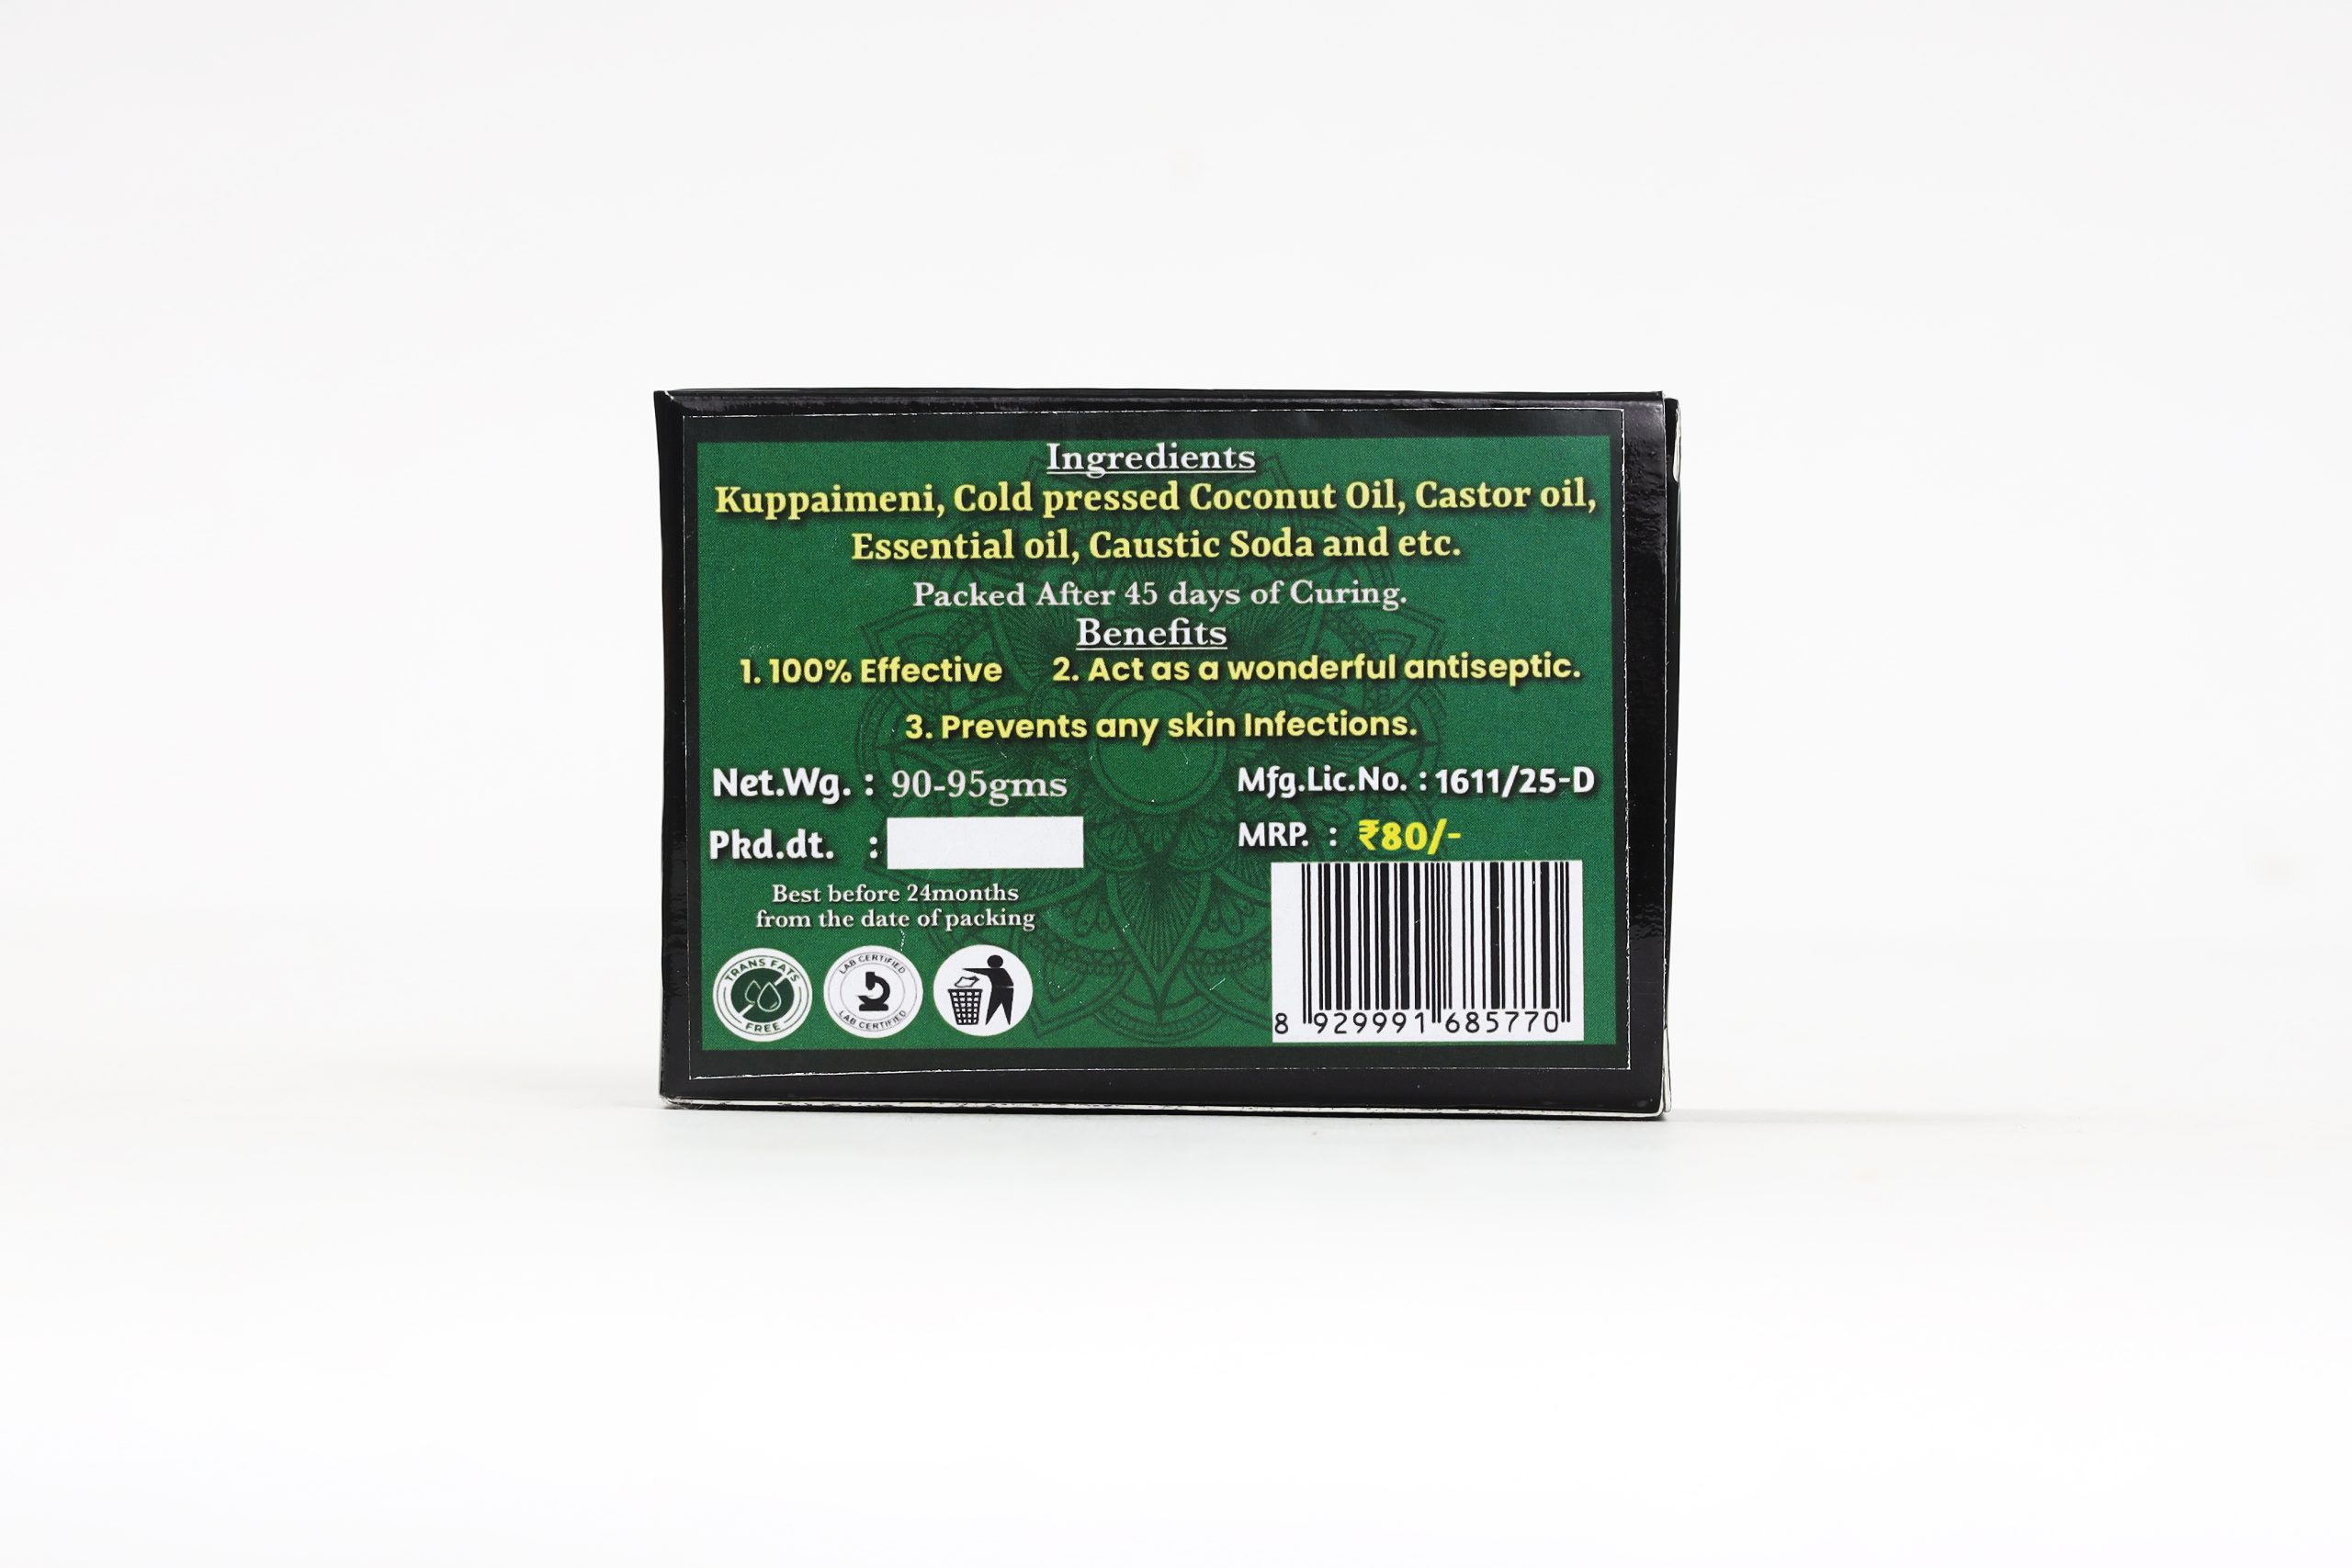 Ingredients
Kuppaimeni, Cold pressed Coconut Oil, Castor oil,
Essential oil, Caustic Soda and etc.
Packed After 45 days of Curing.
Benefits
1. 100% Effective 2. Act as a wonderful antiseptic.
3. Prevents any skin Infections.
Net.Wg. : 90-95gms
Mfg.Lic.No. : 1611/25-D
Pkd.dt. :
MRP. : ₹80/-
Best before 24months
from the date of packing
TRANS FATS
FREE
LAB CERTIFIED
LAB CERTIFIED
8 929991 685770